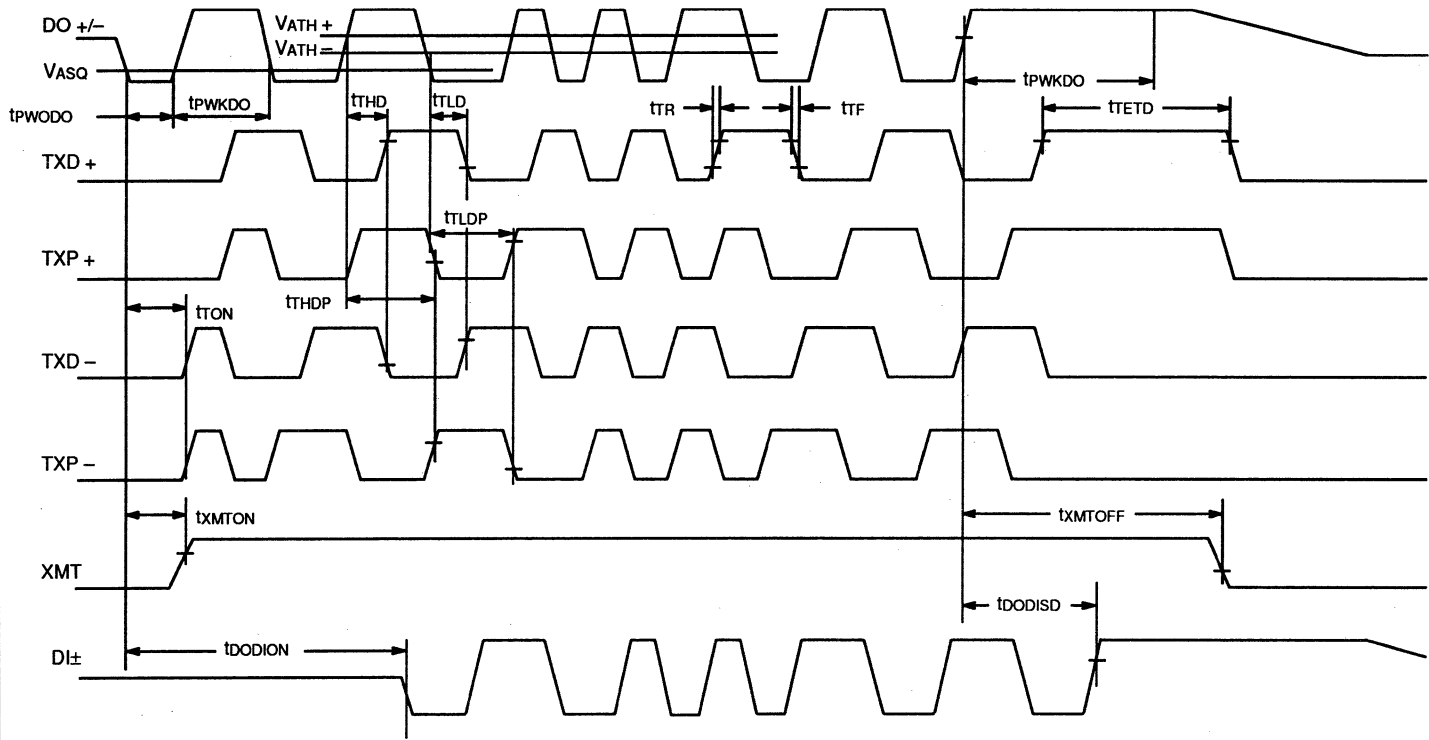 DO +/–
VATH +
VATH –
VASQ
tPWKDO
tPWODO
tPWKDO
tTHD
tTLD
tTR
tTF
tTETD
TXD +
tTLDP
TXP +
tTHDP
tTON
TXD –
TXP –
tXMTON
tXMTOFF
XMT
tDODISD
tDODION
DI±